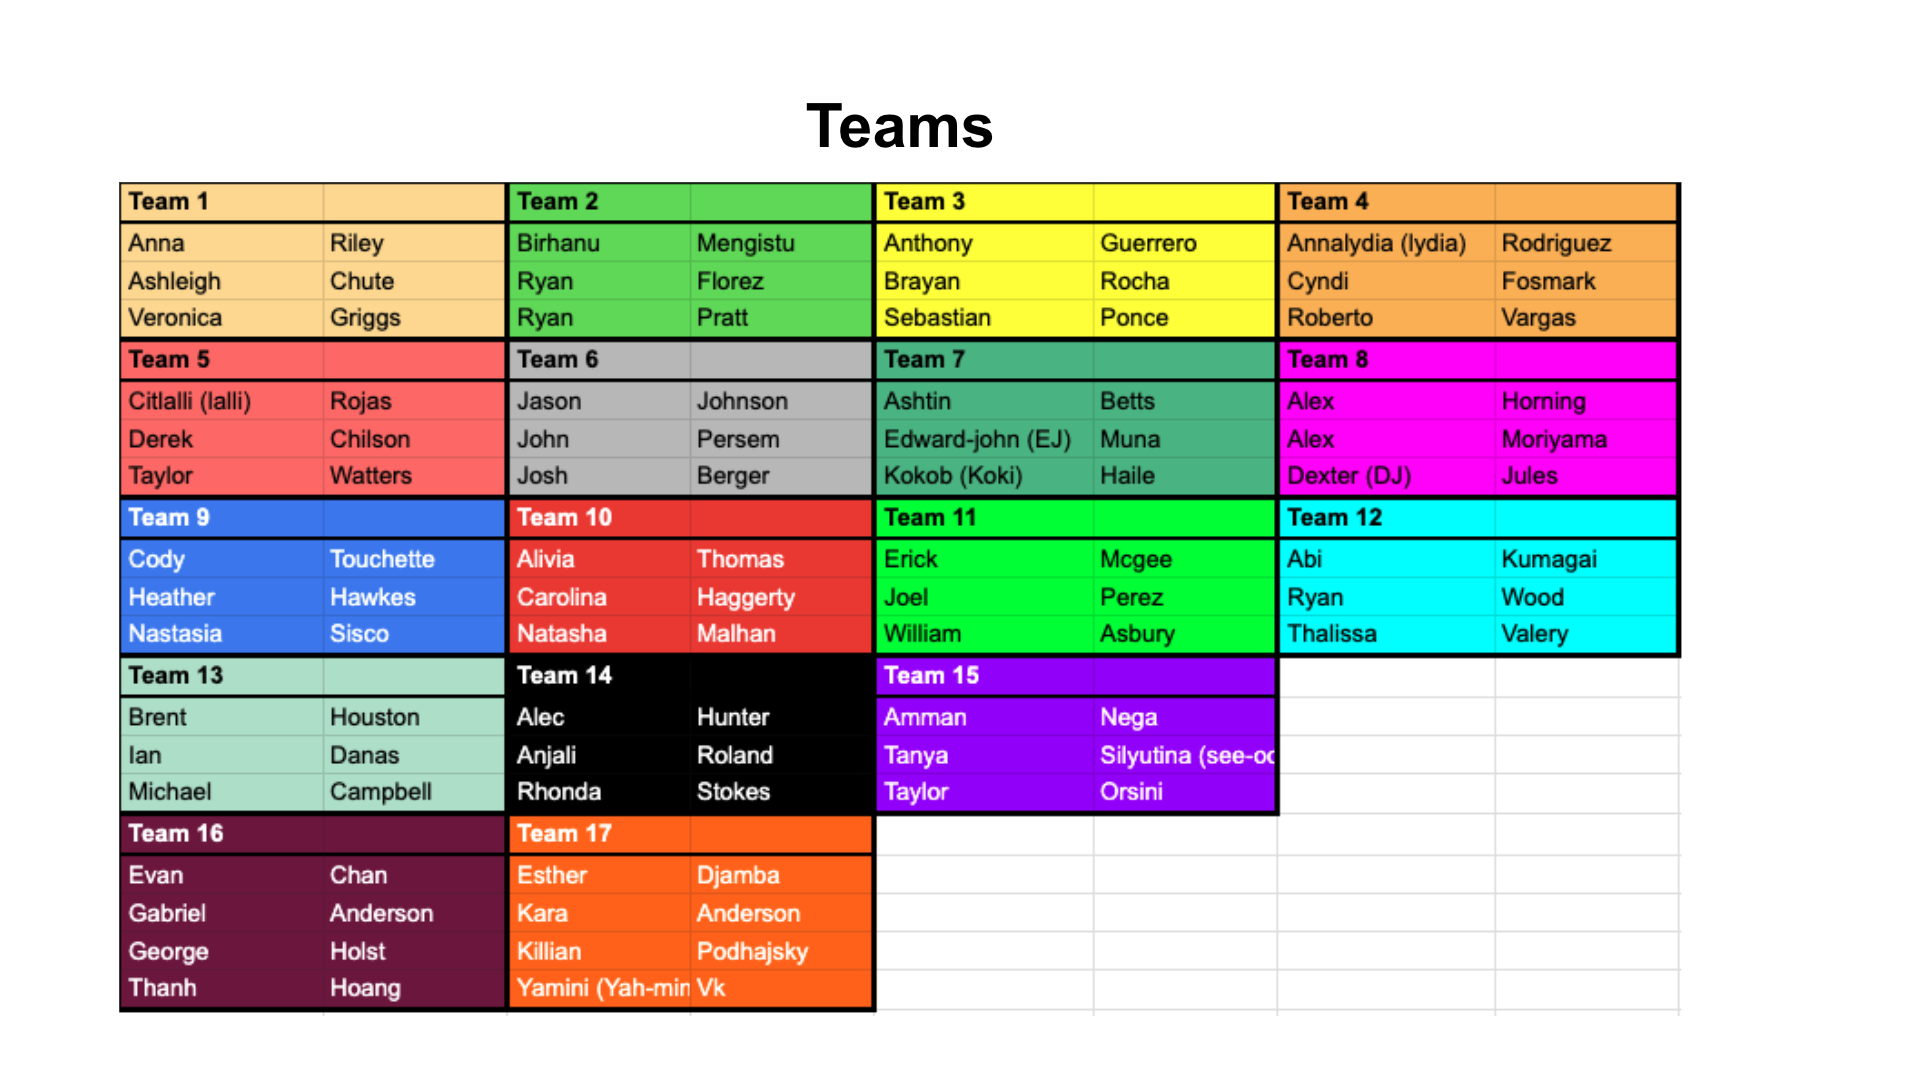 Teams
Team 1 Team 2 Team 3 Team 4
Anna Riley Birhanu Mengistu Anthony Guerrero Annalydia (lydia) Rodriguez
Ashleigh Chute Ryan Florez Brayan Rocha Cyndi Fosmark
Veronica Griggs Ryan Pratt Sebastian Ponce Roberto Vargas
Team 5 Team 6 Team 7 Team 8
Citlalli (lalli) Rojas Jason Johnson Ashtin Betts Alex Horning
Derek Chilson John Persem Edward-john (EJ) Muna Alex Moriyama
Taylor Watters Josh Berger Kokob (Koki) Haile Dexter (DJ) Jules
Team 9 Team 10 Team 11 Team 12
Cody Touchette Alivia Thomas Erick Mcgee Abi Kumagai
Heather Hawkes Carolina Haggerty Joel Perez Ryan Wood
Nastasia Sisco Natasha Malhan William Asbury Thalissa Valery
Team 13 Team 14 Team 15
Brent Houston Alec Hunter Amman Nega
Ian Danas Anjali Roland Tanya Silyutina
Michael Campbell Rhonda Stokes Taylor Orsini
Team 16 Team 17
Evan Chan Esther Djamba
Gabriel Anderson Kara Anderson
George Holst Killian Podhajsky
Thanh Hoang Yamini (Yah-min Vk